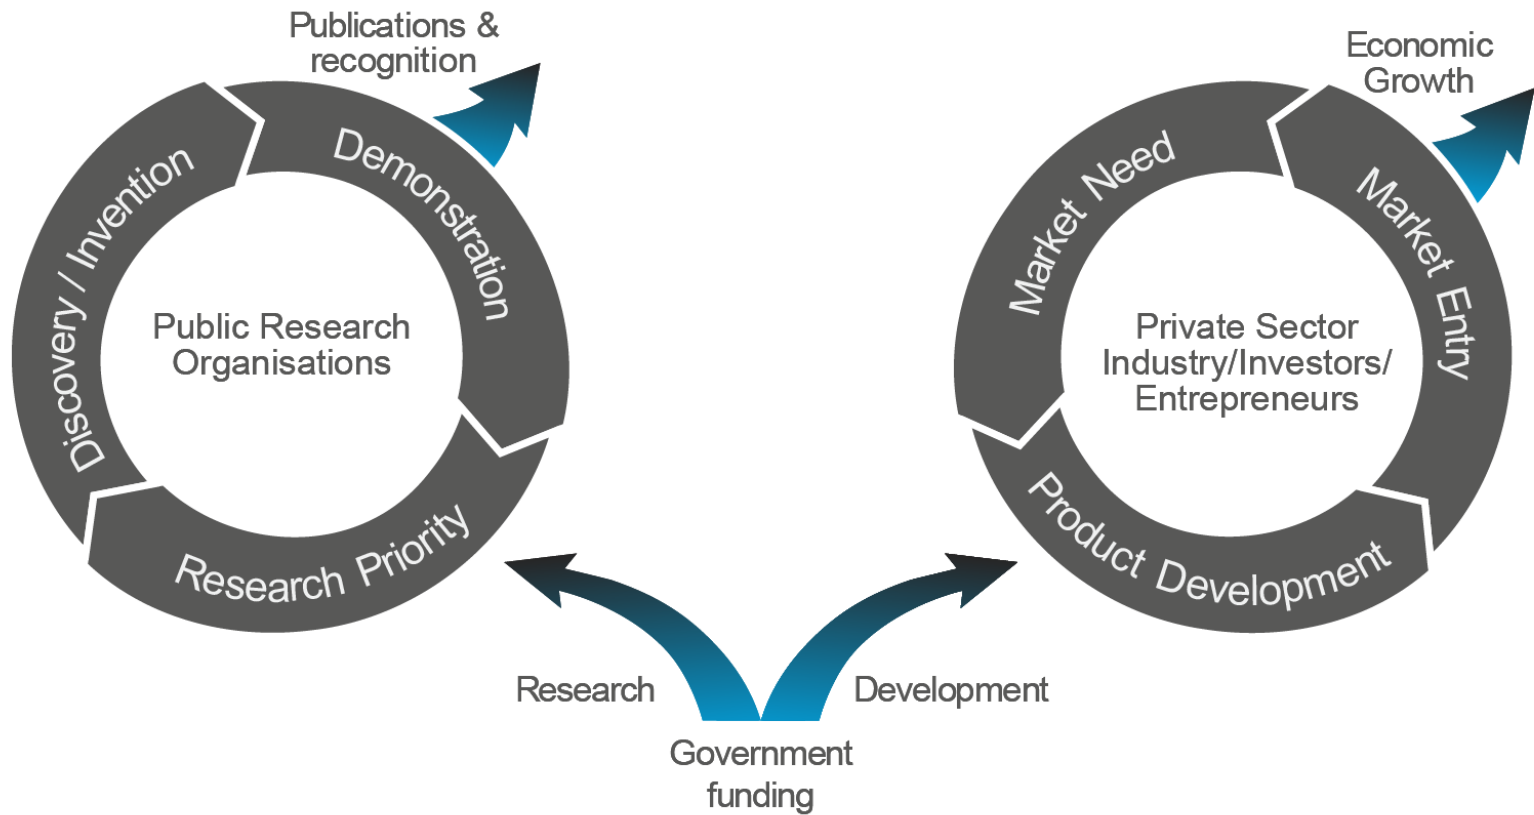 Publications &
recognition
Demonstration
Discovery / Invention
Public Research
Organisations
Research Priority
Economic
Growth
Market Need
Market Entry
Private Sector
Industry/Investors/
Entrepreneurs
Product Development
Research
Development
Government
funding